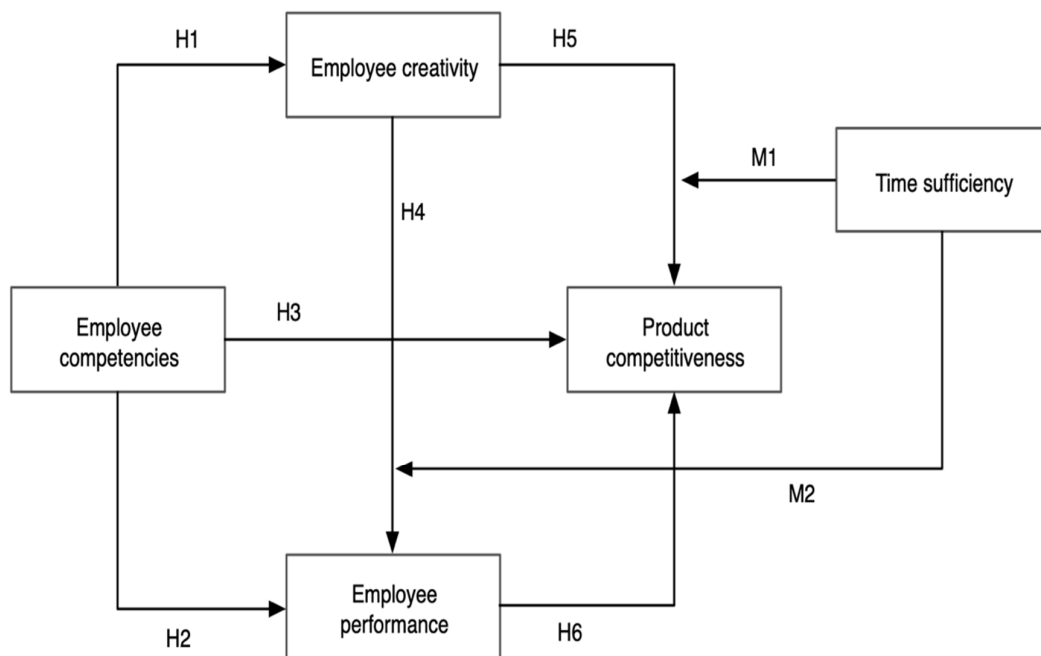 H1
Employee creativity
H5
M1
Time sufficiency
H4
Employee
competencies
H3
Product
competitiveness
M2
Employee
performance
H2
H6